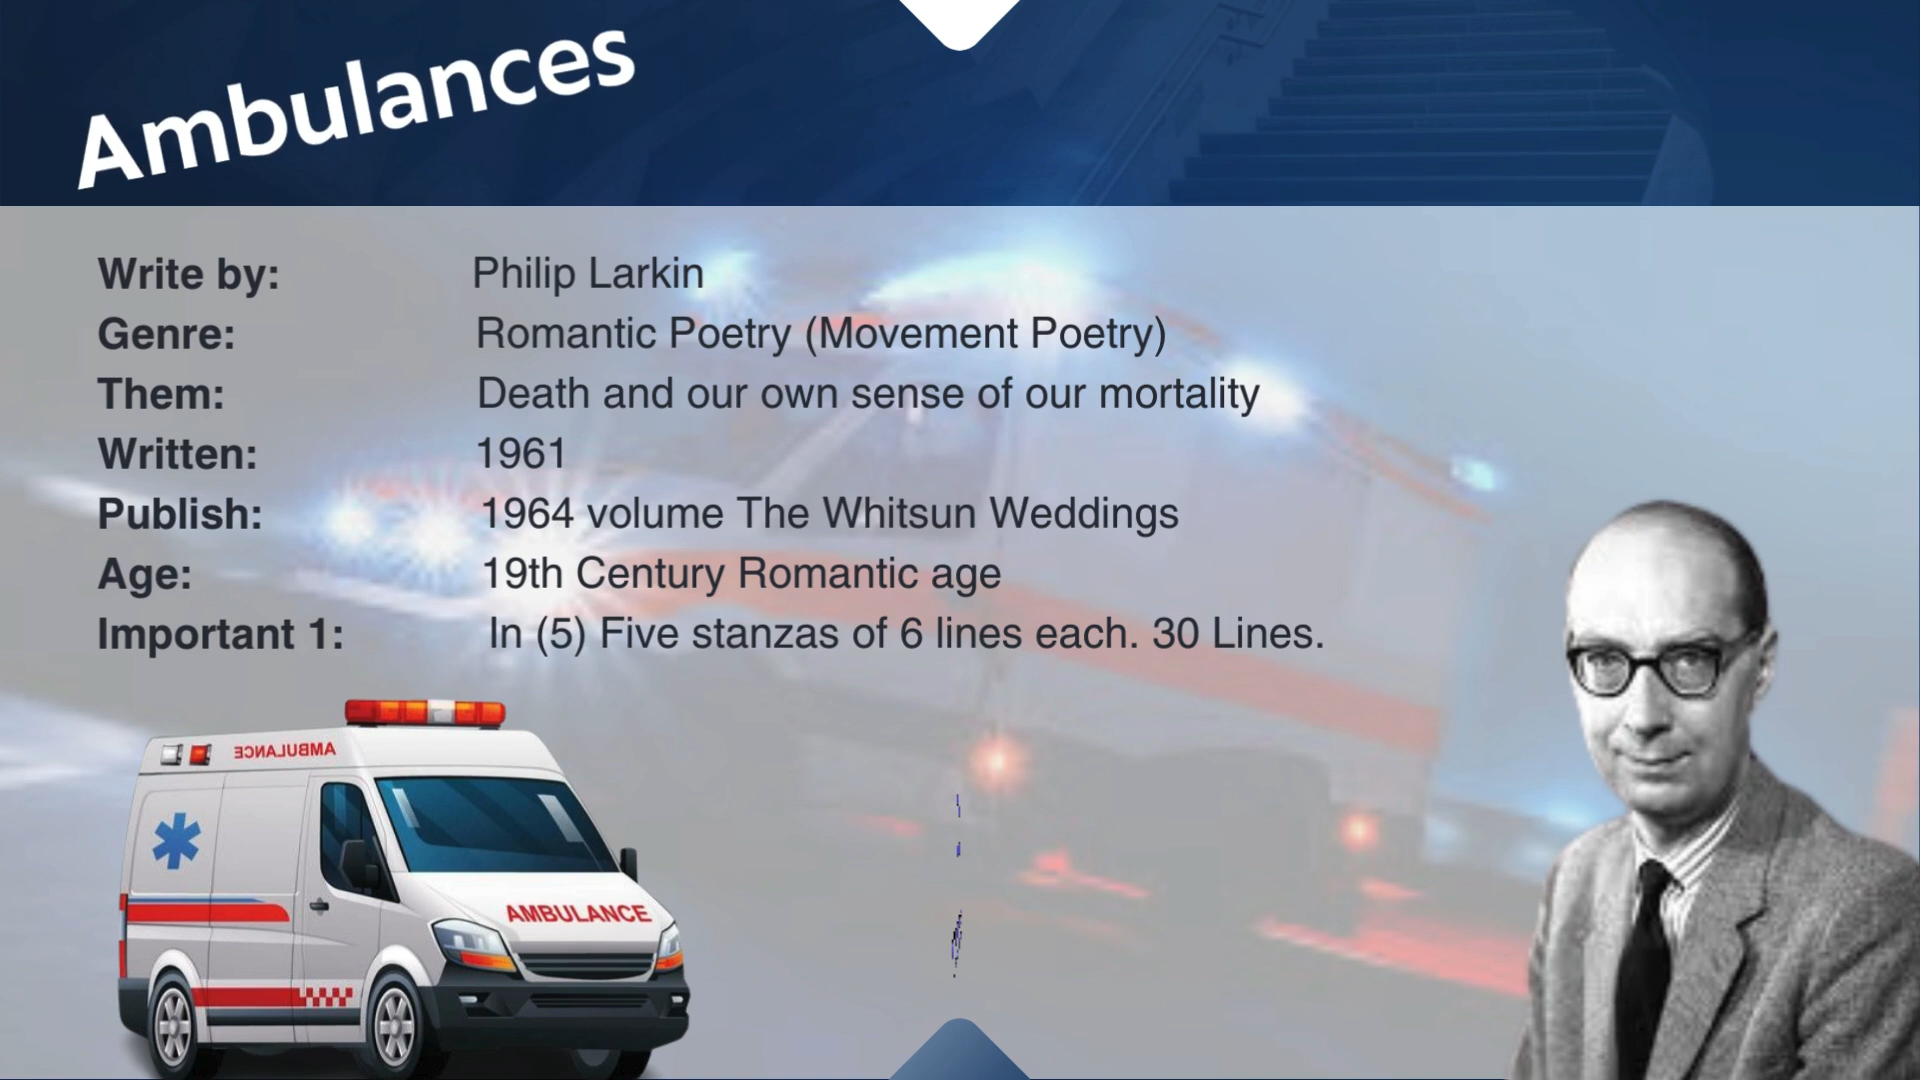 Ambulances
Write by: Philip Larkin
Genre: Romantic Poetry (Movement Poetry)
Them: Death and our own sense of our mortality
Written: 1961
Publish: 1964 volume The Whitsun Weddings
Age: 19th Century Romantic age
Important 1: In (5) Five stanzas of 6 lines each. 30 Lines.
AMBULANCE
AMBULANCE